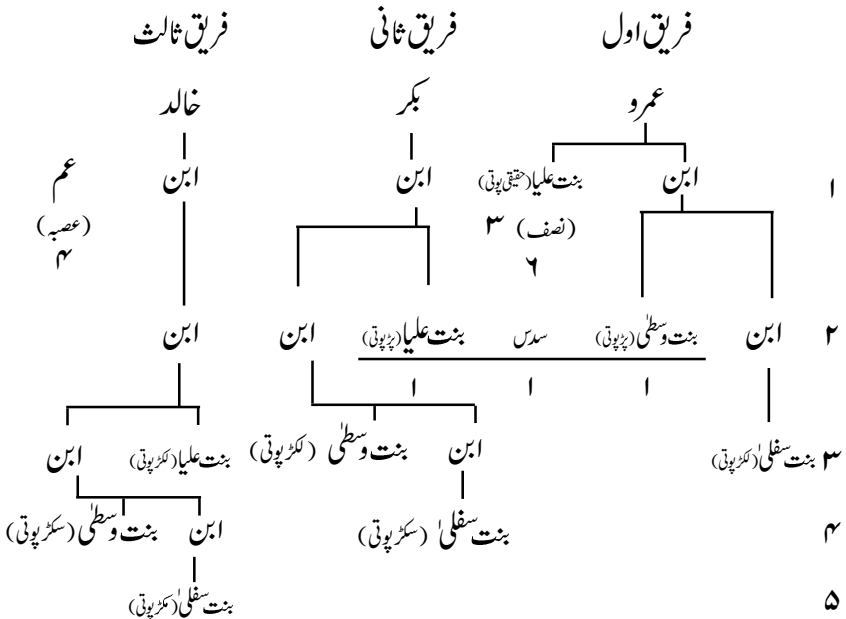 فریق اول فریق ثانی فریق ثالث
عمرو بکر خالد
۱ ابن بنت علیا (حقیقی پوتی) ابن ابن عم
(نصف) ۳ (عصبہ)
۶ ۴
۲ ابن بنت وسطیٰ (پڑپوتی) سدس بنت علیا (پڑپوتی) ابن ابن
۱ ۱ ۱
۳ بنت سفلیٰ (لکڑپوتی) ابن بنت وسطیٰ (لکڑپوتی) بنت علیا (لکڑپوتی) ابن
۴ بنت سفلیٰ (سکڑپوتی) ابن بنت وسطیٰ (سکڑپوتی)
۵ بنت سفلیٰ (مکڑپوتی)